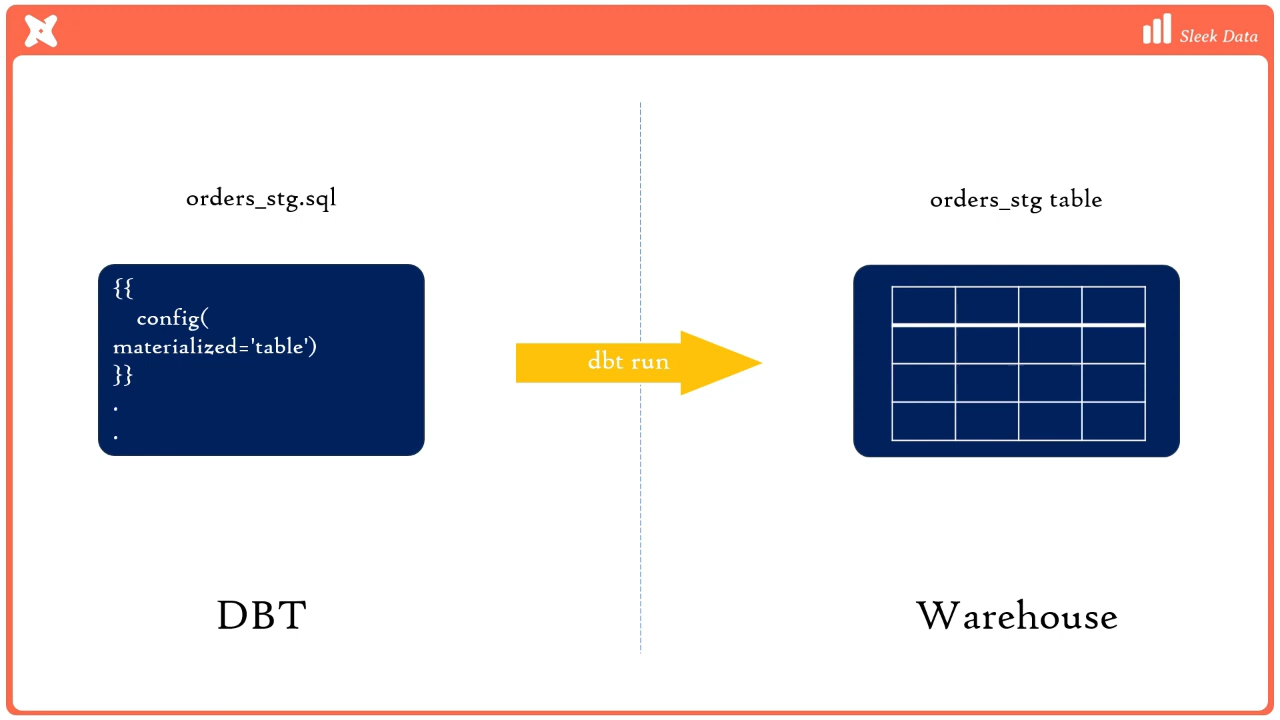 Sleek Data
orders_stg.sql
orders_stg table
{{
config(
materialized='table')
}}
.
.
dbt run
DBT
Warehouse